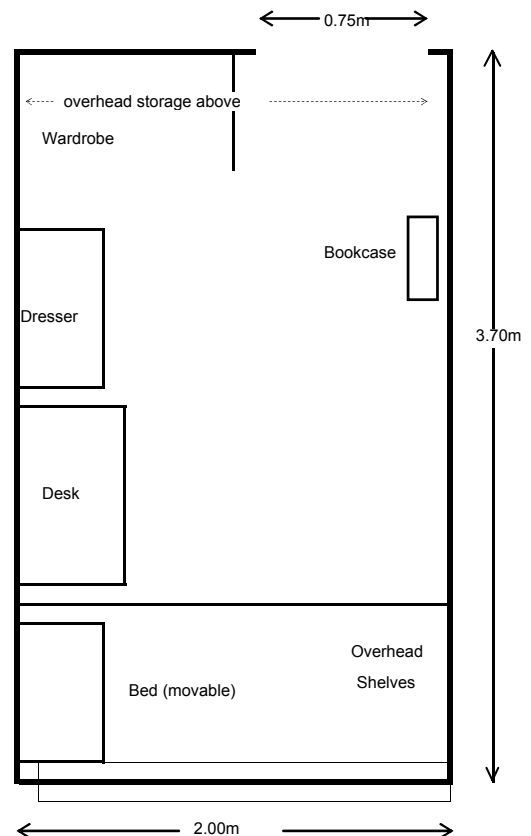 0.75m
overhead storage above
Wardrobe
Bookcase
Dresser
3.70m
Desk
Overhead
Shelves
Bed (movable)
2.00m